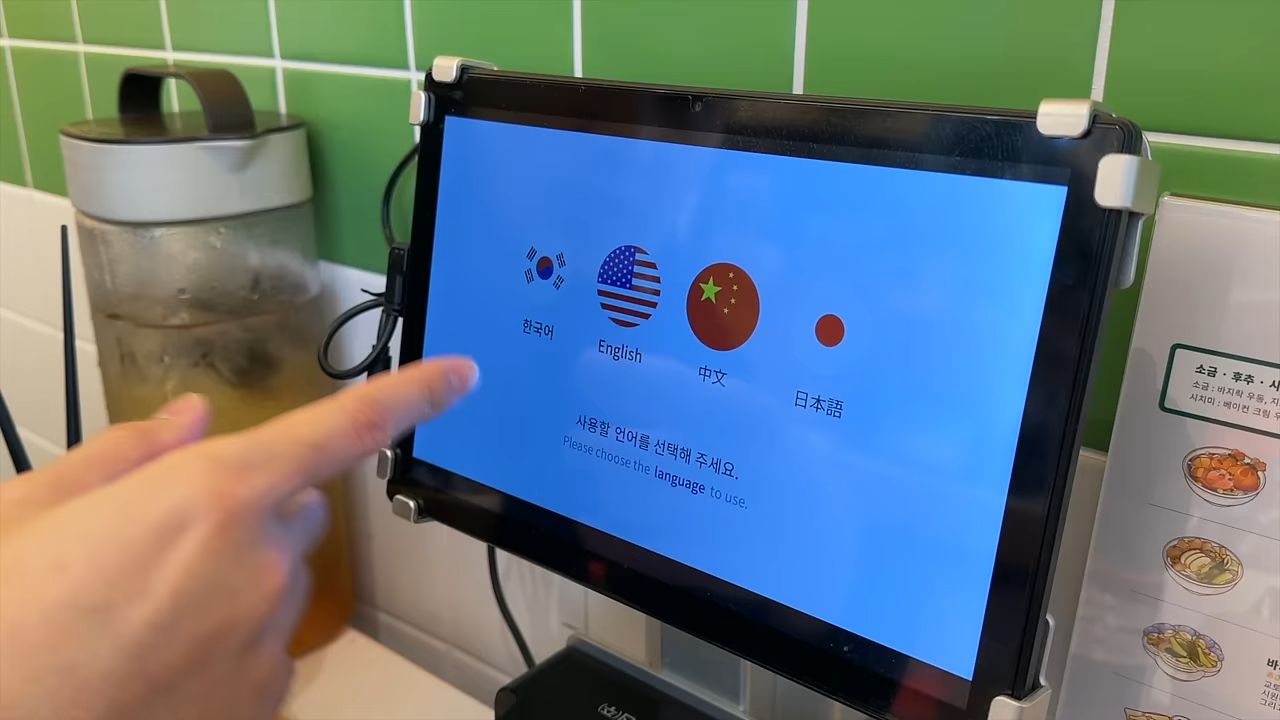 한국어
English
中文
日本語
사용할 언어를 선택해 주세요.
Please choose the language to use.
소금 · 후추 ·
소금 : 바지락 우동,
시치미 : 베이컨 크림